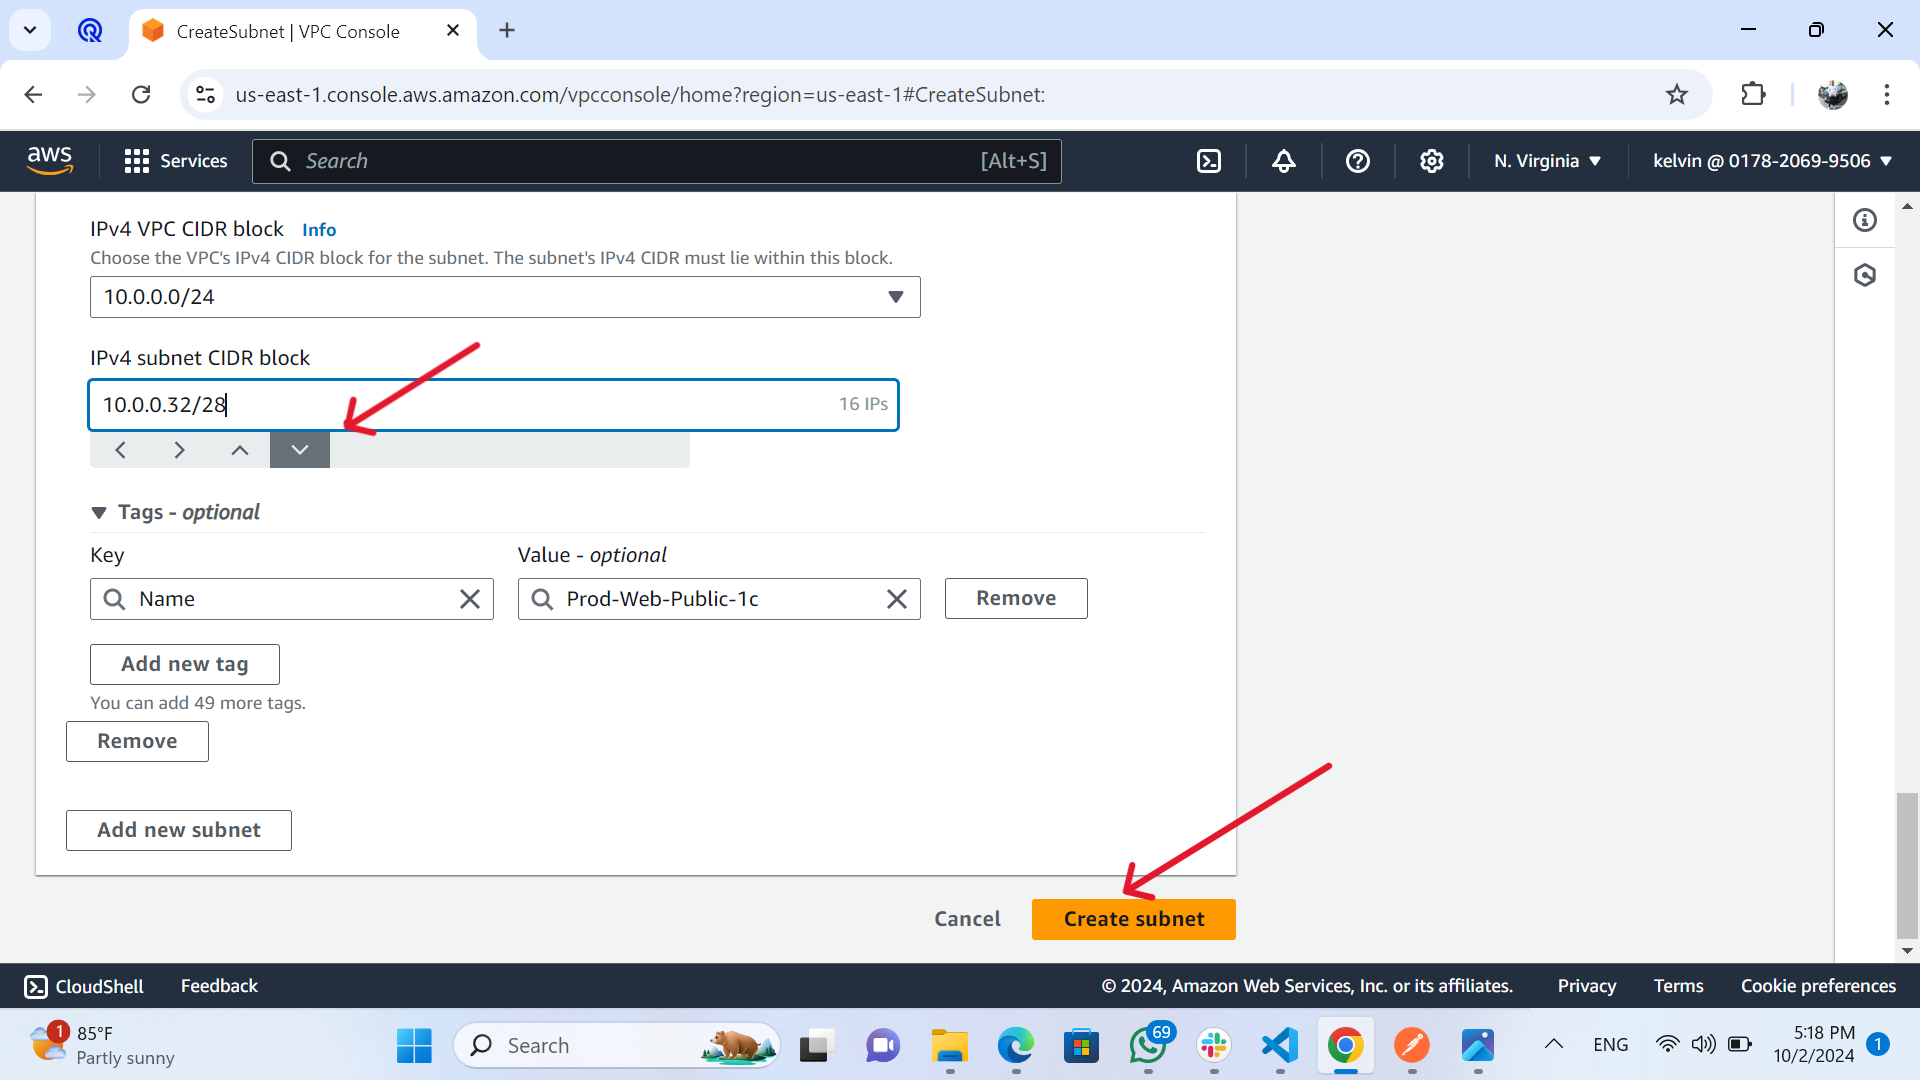 CreateSubnet | VPC Console
us-east-1.console.aws.amazon.com/vpcconsole/home?region=us-east-1#CreateSubnet:
aws
Services
Search
[Alt+S]
N. Virginia
kelvin @ 0178-2069-9506
IPv4 VPC CIDR block Info
Choose the VPC's IPv4 CIDR block for the subnet. The subnet's IPv4 CIDR must lie within this block.
10.0.0.0/24
IPv4 subnet CIDR block
10.0.0.32/28
16 IPs
Tags - optional
Key
Value - optional
Name
Prod-Web-Public-1c
Remove
Add new tag
You can add 49 more tags.
Remove
Add new subnet
Cancel
Create subnet
CloudShell
Feedback
© 2024, Amazon Web Services, Inc. or its affiliates.
Privacy
Terms
Cookie preferences
1
85°F
Partly sunny
Search
69
ENG
5:18 PM
10/2/2024
1